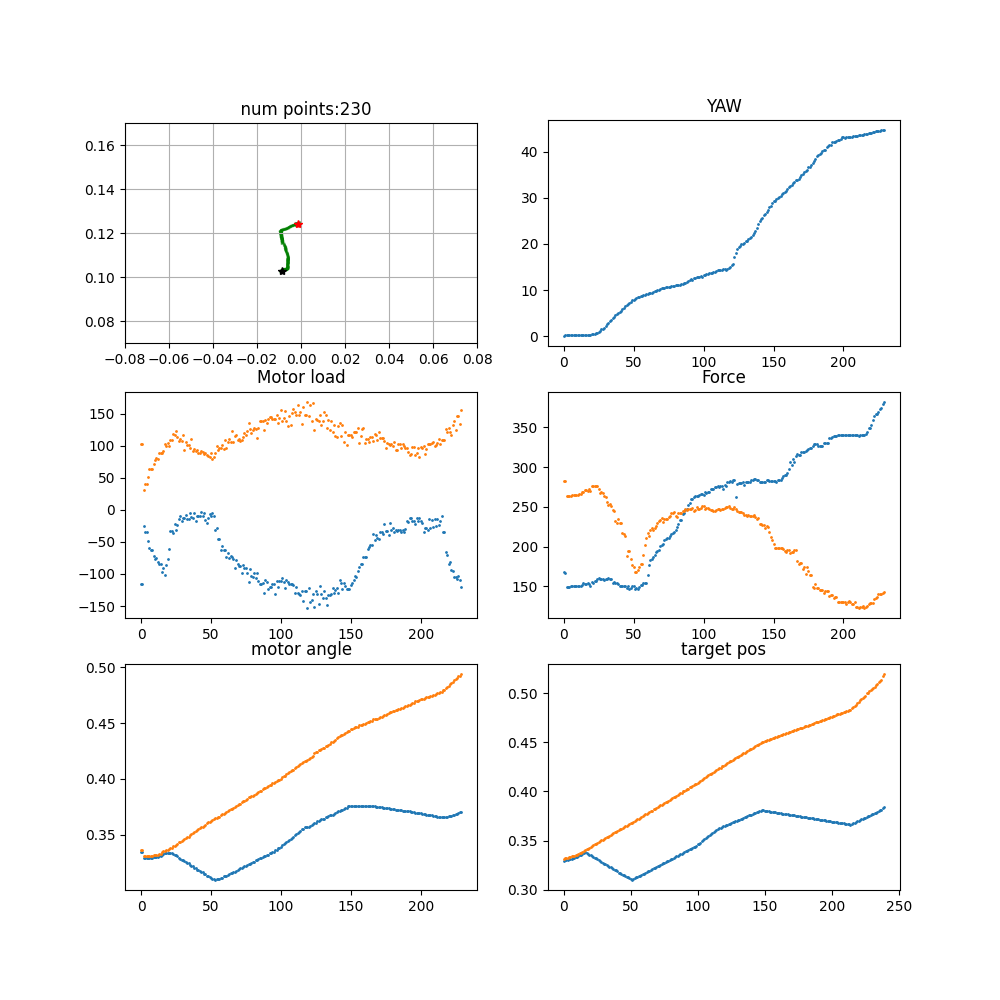 num points:230
YAW
0.16
0.14
0.12
0.10
0.08
−0.08 −0.06 −0.04 −0.02 0.00 0.02 0.04 0.06 0.08
40
30
20
10
0
0 50 100 150 200
Motor load
Force
150
100
50
0
−50
−100
−150
0 50 100 150 200
350
300
250
200
150
0 50 100 150 200
motor angle
target pos
0.50
0.45
0.40
0.35
0 50 100 150 200
0.50
0.45
0.40
0.35
0.30
0 50 100 150 200 250